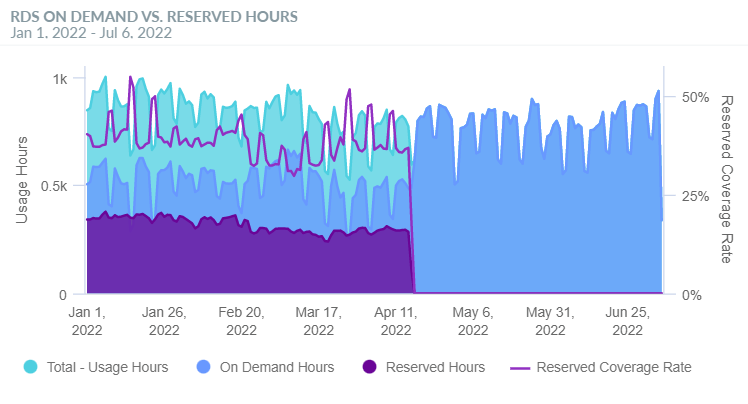 RDS ON DEMAND VS. RESERVED HOURS
Jan 1, 2022 - Jul 6, 2022
Usage Hours
1k
0.5k
0
50%
25%
0%
Reserved Coverage Rate
Jan 1, 2022
Jan 26, 2022
Feb 20, 2022
Mar 17, 2022
Apr 11, 2022
May 6, 2022
May 31, 2022
Jun 25, 2022
Total - Usage Hours
On Demand Hours
Reserved Hours
Reserved Coverage Rate